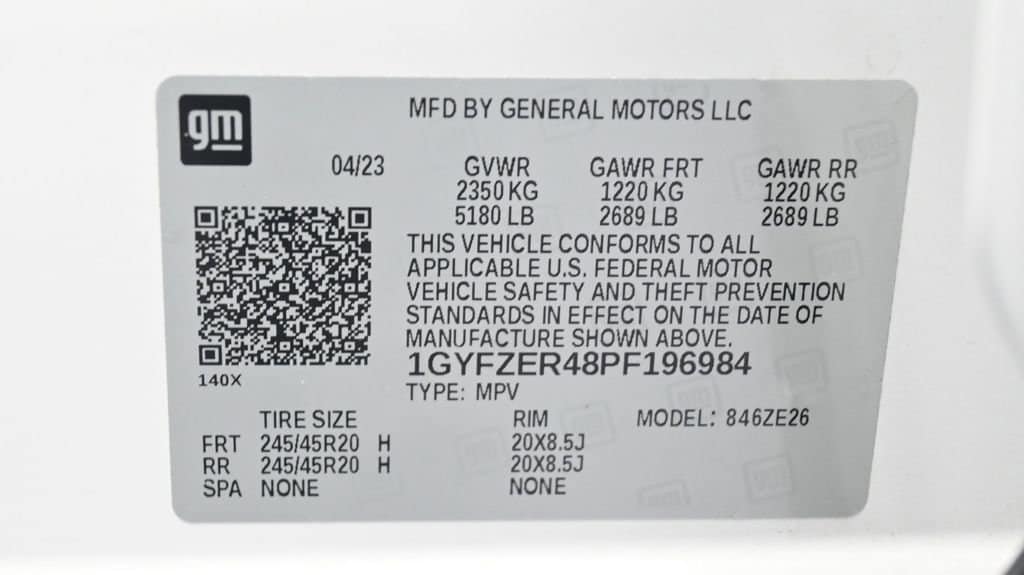 gm
MFD BY GENERAL MOTORS LLC
04/23 GVWR GAWR FRT GAWR RR
2350 KG 1220 KG 1220 KG
5180 LB 2689 LB 2689 LB
THIS VEHICLE CONFORMS TO ALL
APPLICABLE U.S. FEDERAL MOTOR
VEHICLE SAFETY AND THEFT PREVENTION
STANDARDS IN EFFECT ON THE DATE OF
MANUFACTURE SHOWN ABOVE.
1GYFZER48PF196984
140X
TYPE: MPV
TIRE SIZE RIM MODEL: 846ZE26
FRT 245/45R20 H 20X8.5J
RR 245/45R20 H 20X8.5J
SPA NONE NONE